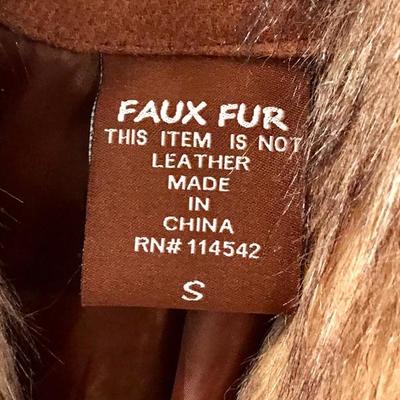 FAUX FUR
THIS ITEM IS NOT
LEATHER
MADE
IN
CHINA
RN# 114542
S